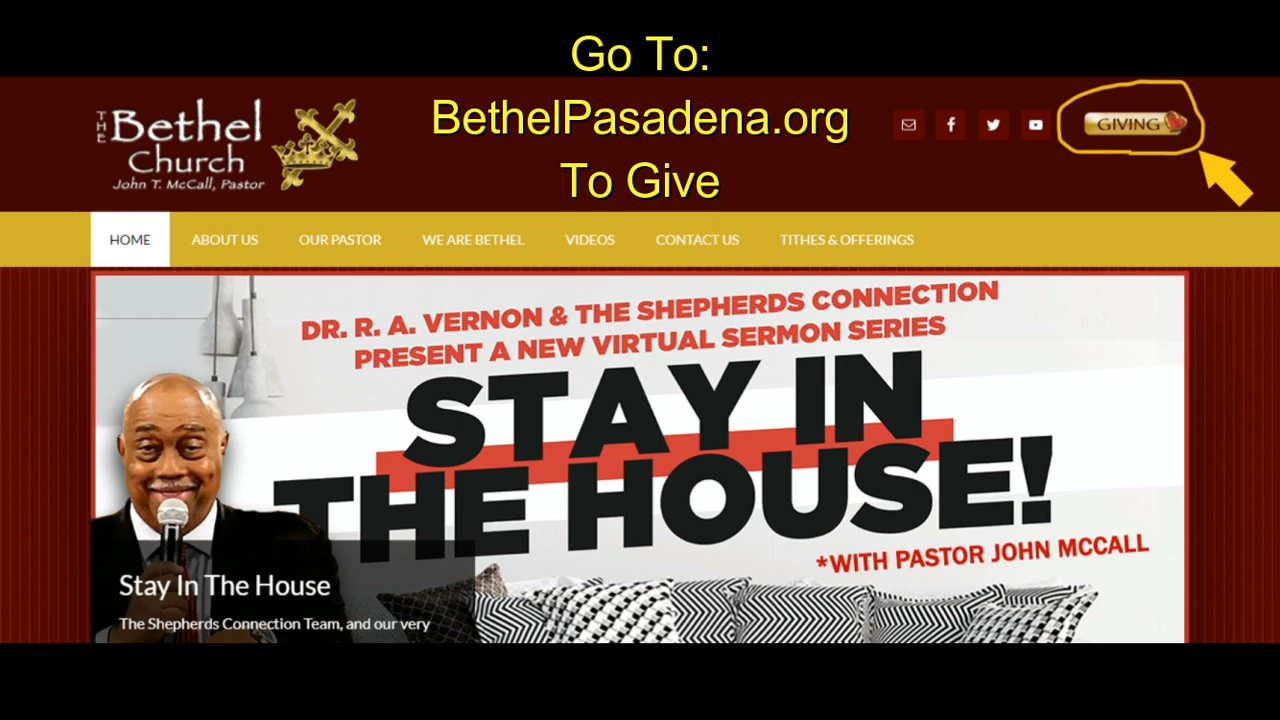 Go To:
BethelPasadena.org
To Give
THE
Bethel
Church
John T. McCall, Pastor
GIVING
HOME
ABOUT US
OUR PASTOR
WE ARE BETHEL
VIDEOS
CONTACT US
TITHES & OFFERINGS
DR. R. A. VERNON & THE SHEPHERDS CONNECTION
PRESENT A NEW VIRTUAL SERMON SERIES
STAY IN
THE HOUSE!
*WITH PASTOR JOHN MCCALL
Stay In The House
The Shepherds Connection Team, and our very